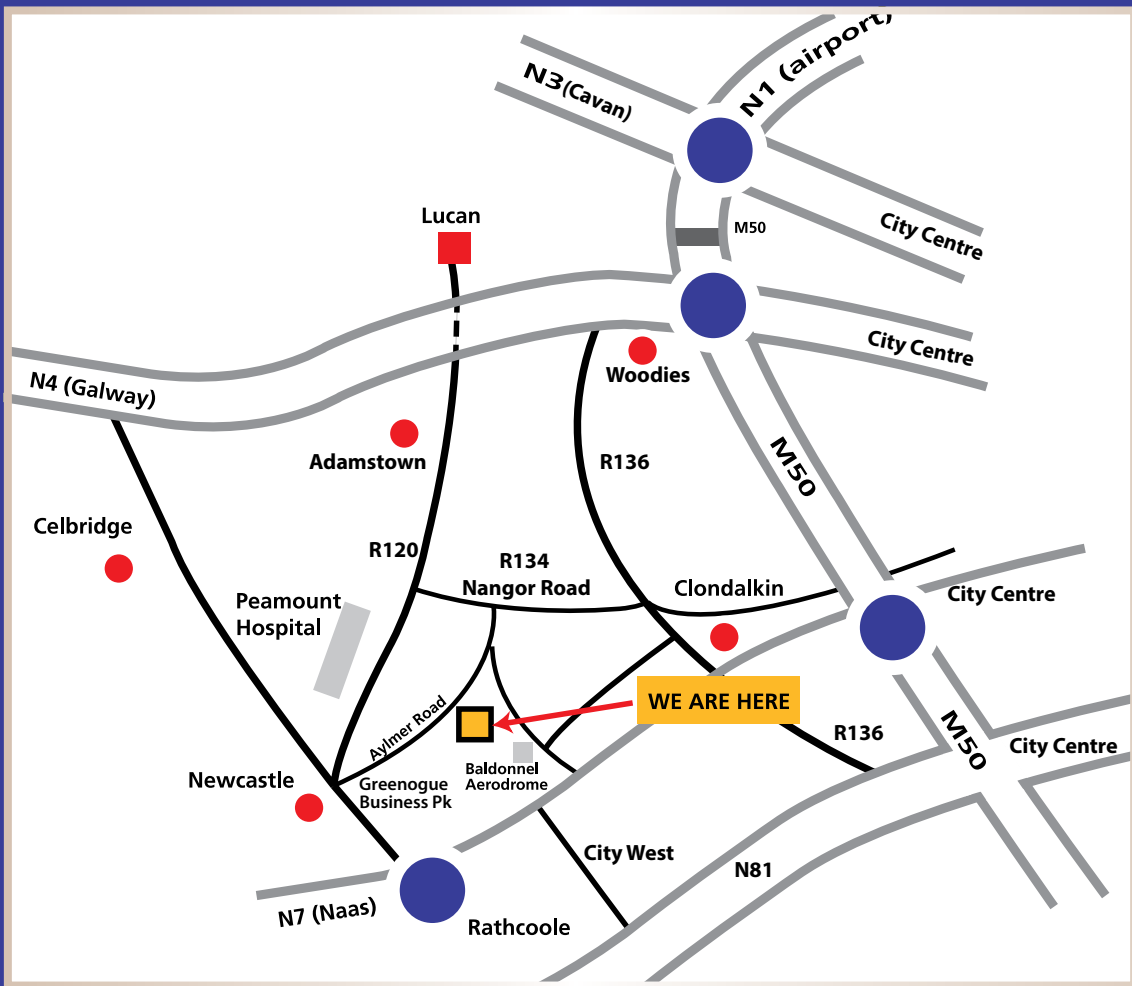 N1 (airport)
N3(Cavan)
City Centre
M50
Lucan
City Centre
N4 (Galway)
Woodies
M50
Adamstown
R136
Celbridge
R120
R134
Nangor Road
Clondalkin
City Centre
Peamount
Hospital
WE ARE HERE
Aylmer Road
R136
M50
City Centre
Newcastle
Greenogue
Business Pk
Baldonnel
Aerodrome
City West
N81
N7 (Naas)
Rathcoole